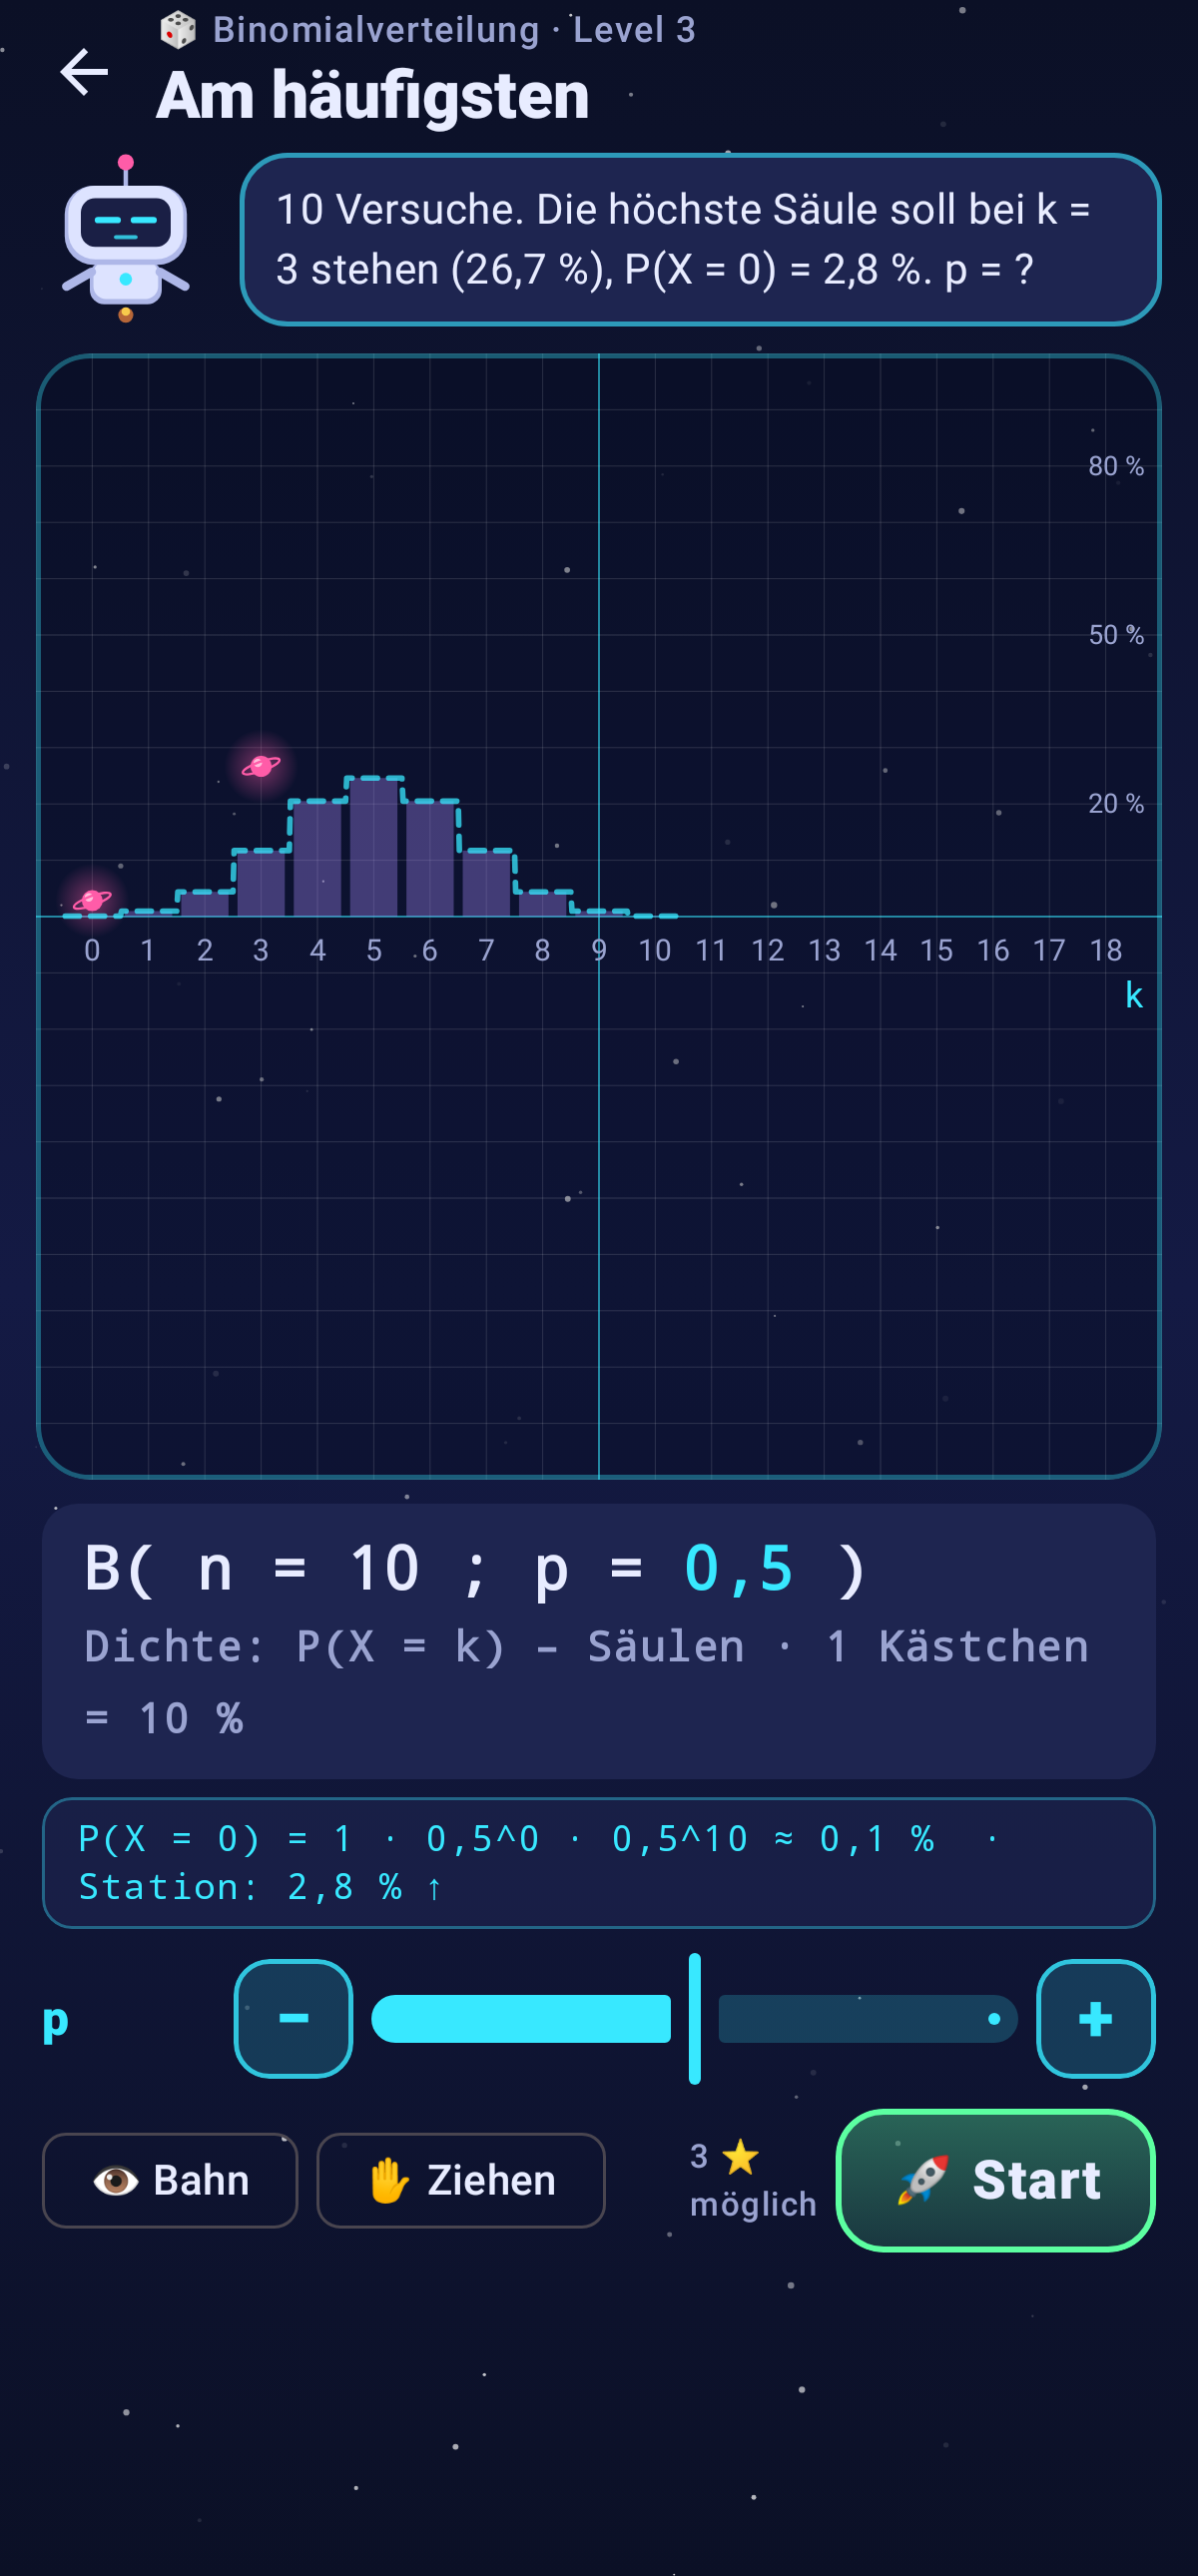 Binomialverteilung · Level 3
Am häufigsten
10 Versuche. Die höchste Säule soll bei k =
3 stehen (26,7 %), P(X = 0) = 2,8 %. p = ?
80 %
50 %
20 %
0 1 2 3 4 5 6 7 8 9 10 11 12 13 14 15 16 17 18
k
B( n = 10 ; p = 0,5 )
Dichte: P(X = k) – Säulen · 1 Kästchen
= 10 %
P(X = 0) = 1 · 0,5^0 · 0,5^10 ≈ 0,1 % ·
Station: 2,8 % ↑
p − +
Bahn
Ziehen
3 ⭐
möglich
Start